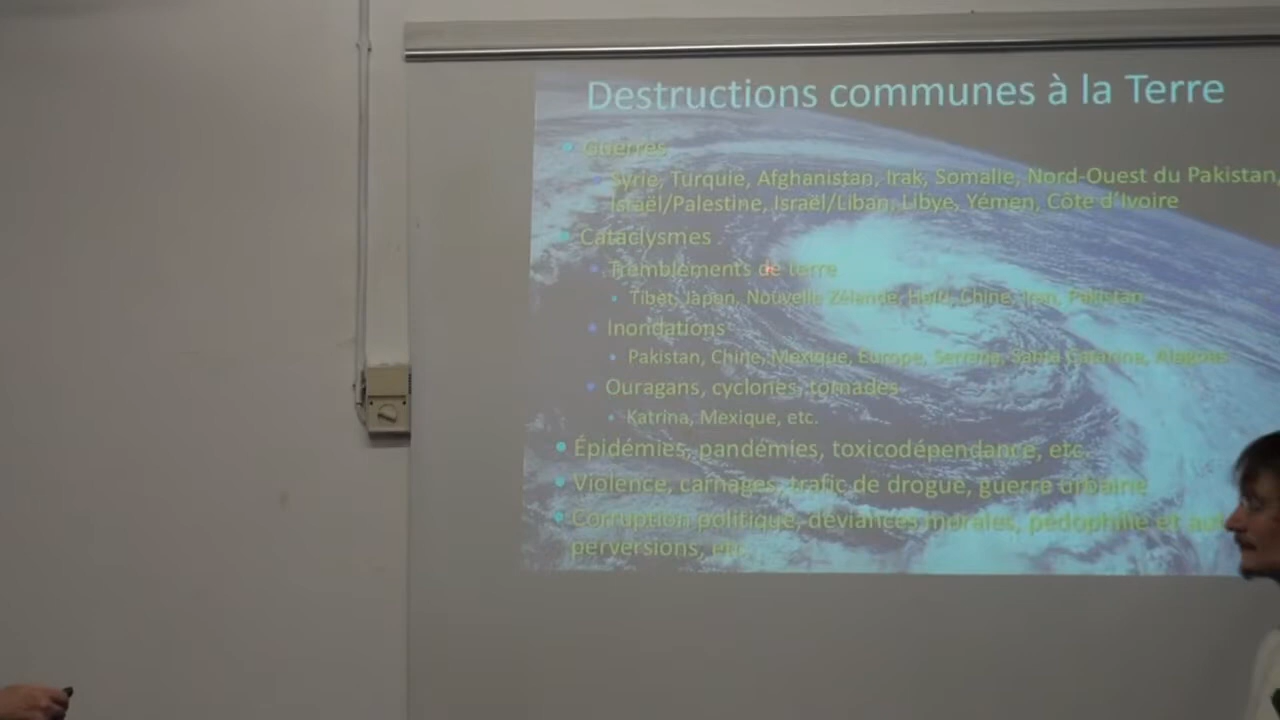 Destructions communes à la Terre
• Guerres
Syrie, Turquie, Afghanistan, Irak, Somalie, Nord-Ouest du Pakistan,
Israël/Palestine, Israël/Liban, Libye, Yémen, Côte d'Ivoire
• Cataclysmes
• Tremblements de terre
• Tibet, Japon, Nouvelle Zélande, Haïti, Chine, Iran, Pakistan
• Inondations
• Pakistan, Chine, Mexique, Europe, Santa Catarina, Alagoas
• Ouragans, cyclones, tornades
• Katrina, Mexique, etc.
• Épidémies, pandémies, toxicodépendance, etc.
• Violence, carnages, trafic de drogue, guerre urbaine
• Corruption politique, déviances morales, pédophilie et
perversions, etc.